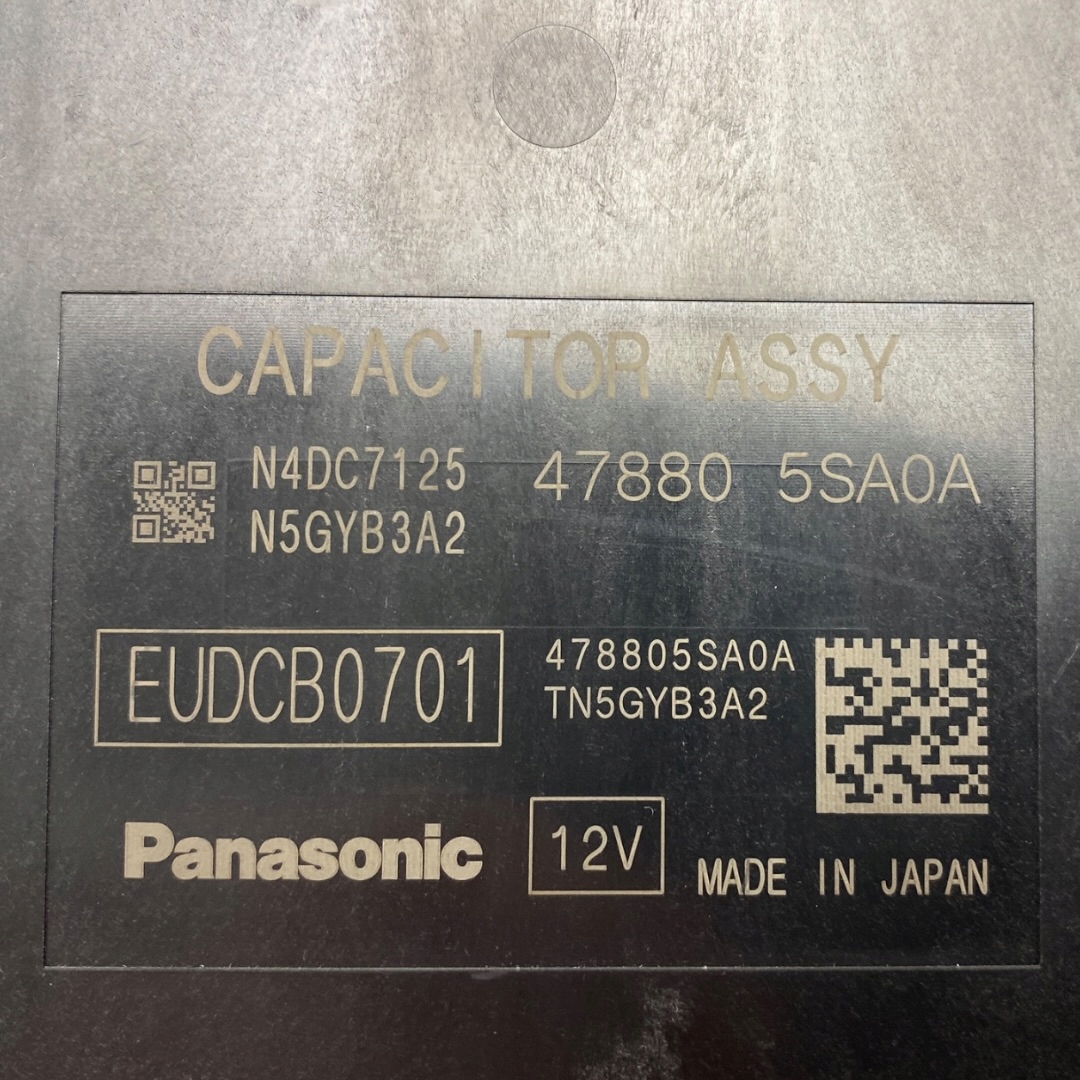 CAPACITOR ASSY
N4DC7125 47880 5SA0A
N5GYB3A2
EUDCB0701
478805SA0A
TN5GYB3A2
Panasonic
12V
MADE IN JAPAN